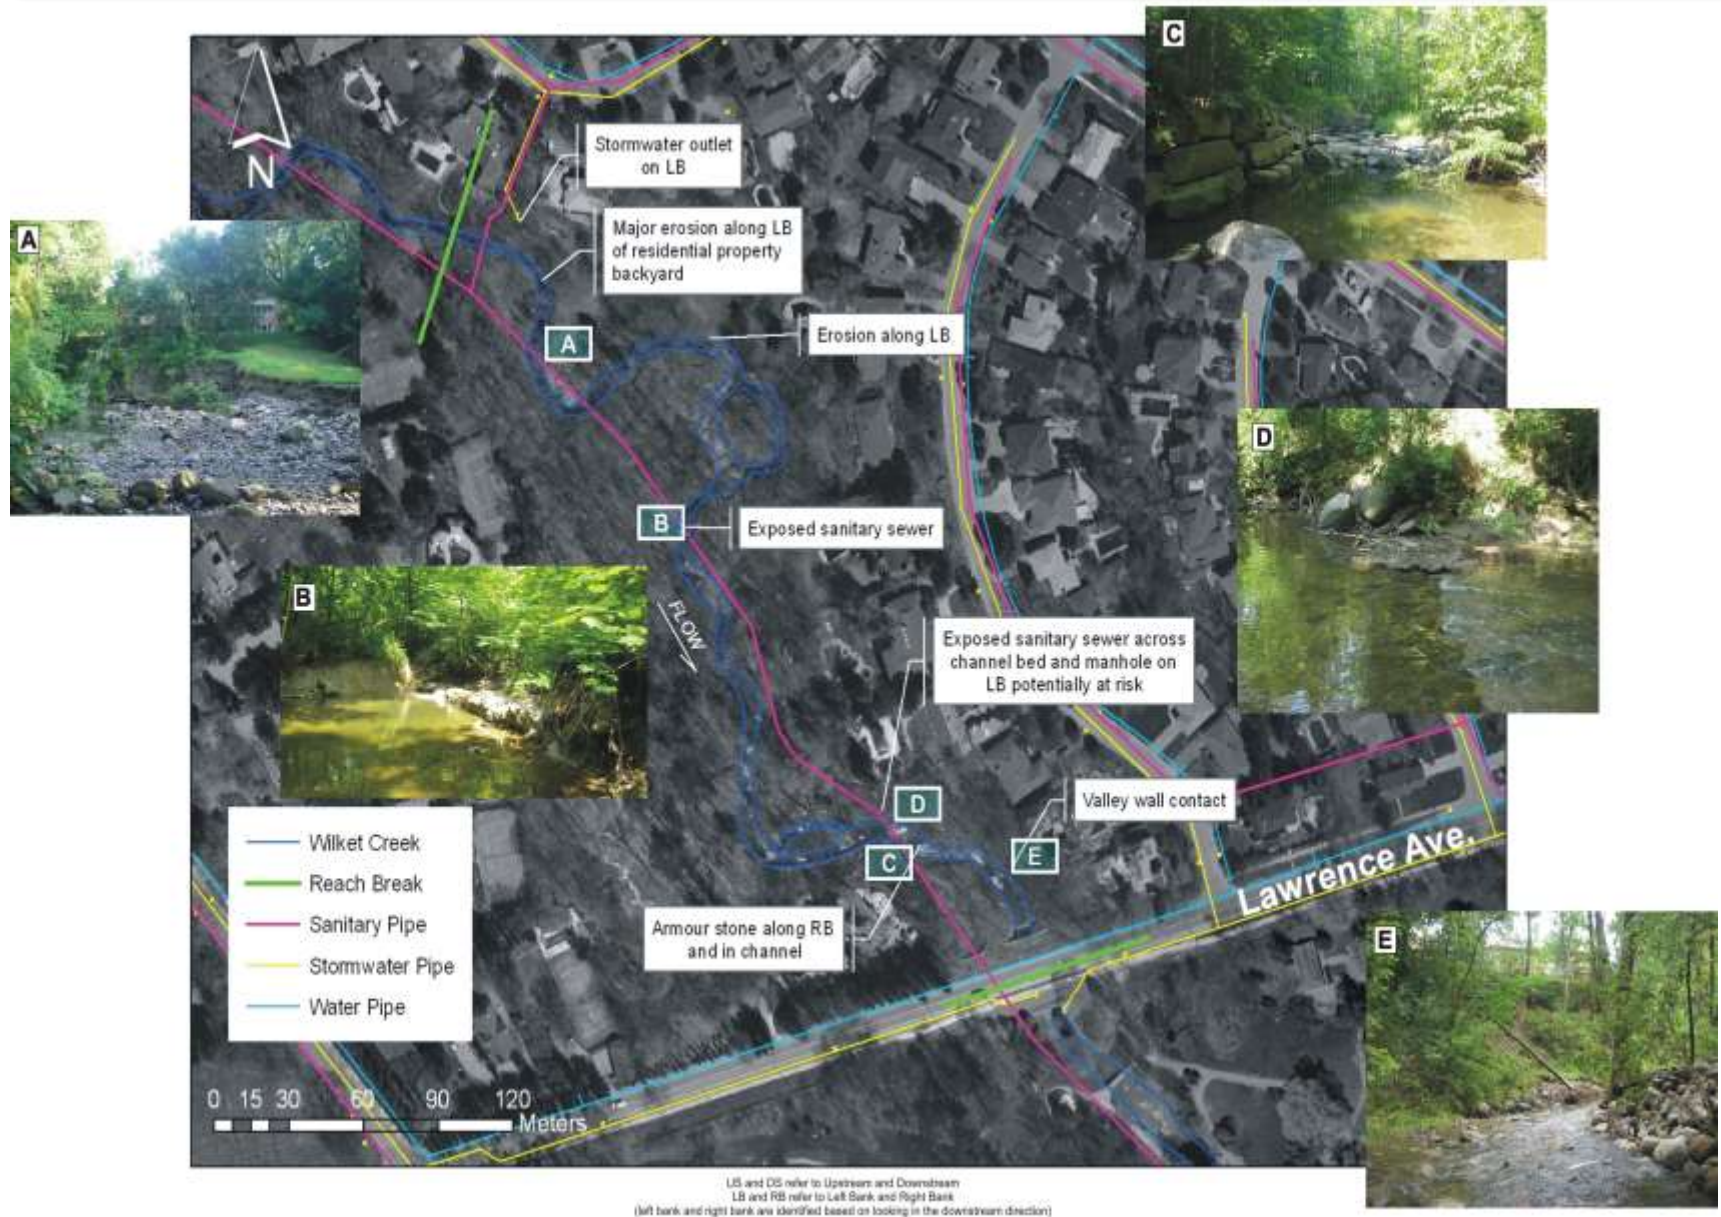 C
N
Stormwater outlet
on LB
A
Major erosion along LB
of residential property
backyard
Erosion along LB
A
D
B
Exposed sanitary sewer
B
FLOW
Exposed sanitary sewer across
channel bed and manhole on
LB potentially at risk
D
Valley wall contact
C
E
Wilket Creek
Reach Break
Sanitary Pipe
Stormwater Pipe
Water Pipe
Lawrence Ave.
Armour stone along RB
and in channel
E
0 15 30 60 90 120
Meters
US and DS refer to Upstream and Downstream
LB and RB refer to Left Bank and Right Bank
(left bank and right bank are identified based on looking in the downstream direction)